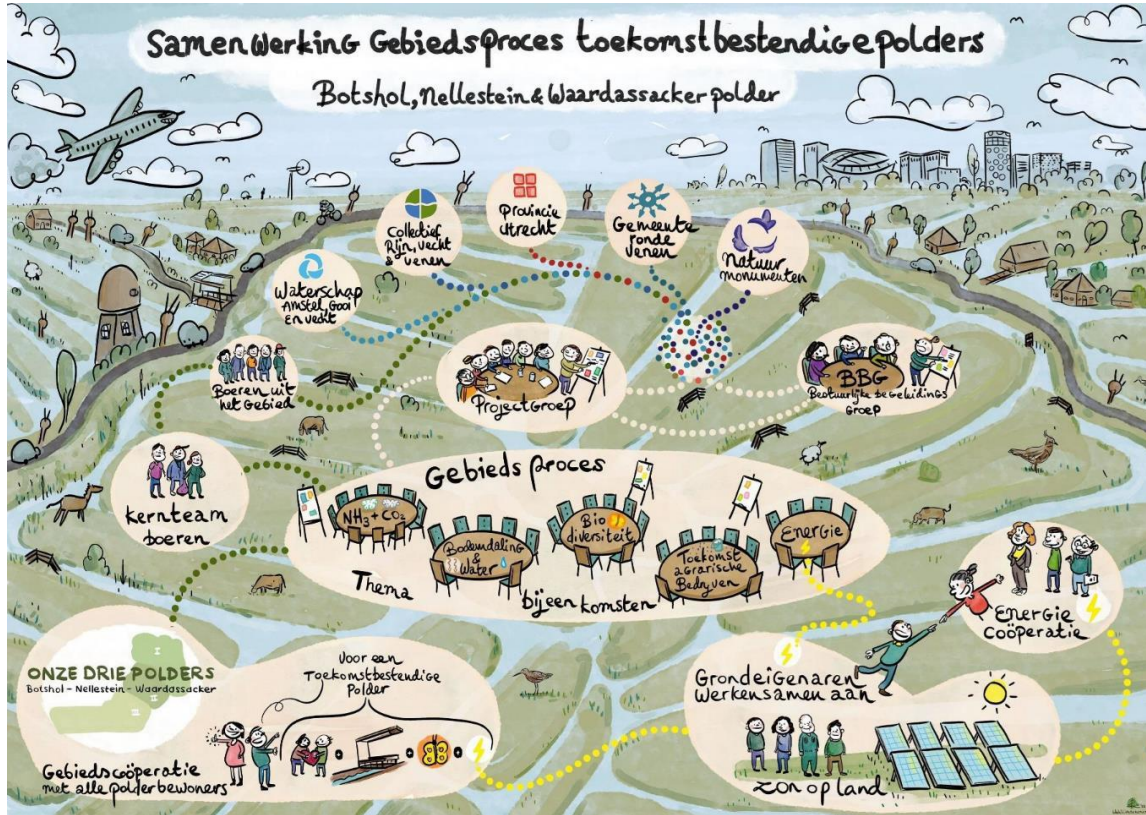 Samenwerking Gebiedsproces toekomstbestendige polders
Botshol, Nellestein & Waardassacker polder
Collectief
Rijn, vecht
& venen
Provincie
Utrecht
Gemeente
ronde
venen
Natuur
monumenten
Waterschap
Amstel, Gooi
En vecht
Boeren uit
het Gebied
ProjectGroep
BBG
Bestuurlijke begeleidings
Groep
Kernteam
boeren
Gebieds proces
NH3 + CO2
Bodemdaling
& Water
Bio
diversiteit
Toekomst
agrarische
Bedrijven
Energie
Thema
bijeen komsten
Energie
Coöperatie
ONZE DRIE POLDERS
Botshol - Nellestein - Waardassacker
Voor een
Toekomstbestendige
Polder
Gebiedscoöperatie
met alle polderbewoners
Grondeigenaren
werken samen aan
zon op land